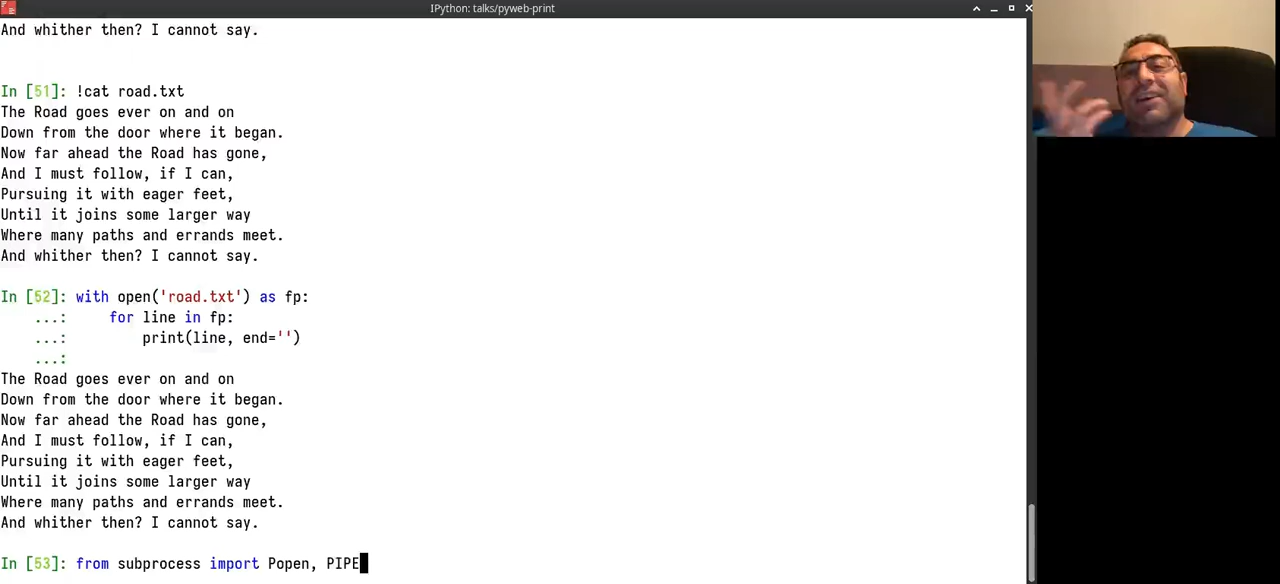 IPython: talks/pyweb-print
And whither then? I cannot say.
In [51]: !cat road.txt
The Road goes ever on and on
Down from the door where it began.
Now far ahead the Road has gone,
And I must follow, if I can,
Pursuing it with eager feet,
Until it joins some larger way
Where many paths and errands meet.
And whither then? I cannot say.
In [52]: with open('road.txt') as fp:
    ...:     for line in fp:
    ...:         print(line, end='')
    ...:
The Road goes ever on and on
Down from the door where it began.
Now far ahead the Road has gone,
And I must follow, if I can,
Pursuing it with eager feet,
Until it joins some larger way
Where many paths and errands meet.
And whither then? I cannot say.
In [53]: from subprocess import Popen, PIPE